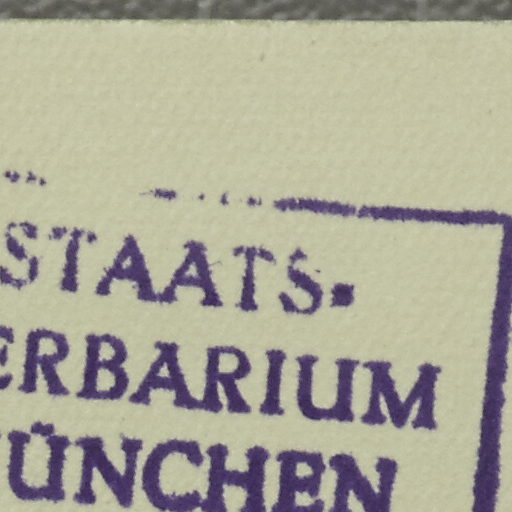 STAATS-
ERBARIUM
ÜNCHEN